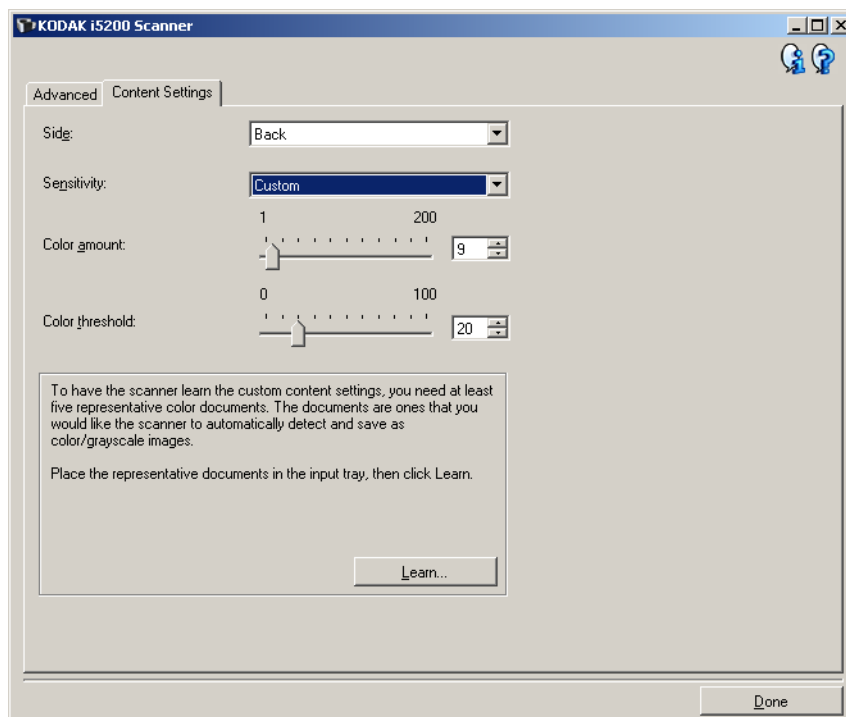 KODAK i5200 Scanner
Advanced
Content Settings
Side:
Back
Sensitivity:
Custom
1 200
Color amount:
9
0 100
Color threshold:
20
To have the scanner learn the custom content settings, you need at least
five representative color documents. The documents are ones that you
would like the scanner to automatically detect and save as
color/grayscale images.
Place the representative documents in the input tray, then click Learn.
Learn...
Done